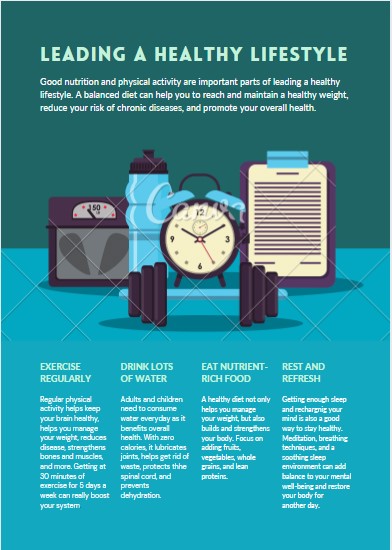 LEADING A HEALTHY LIFESTYLE
Good nutrition and physical activity are important parts of leading a healthy
lifestyle. A balanced diet can help you to reach and maintain a healthy weight,
reduce your risk of chronic diseases, and promote your overall health.
150
Canva
12
9
3
6
EXERCISE
REGULARLY
Regular physical
activity helps keep
your brain healthy,
helps you manage
your weight, reduces
disease, strengthens
bones and muscles,
and more. Getting at
30 minutes of
exercise for 5 days a
week can really boost
your system
DRINK LOTS
OF WATER
Adults and children
need to consume
water everyday as it
benefits overall
health. With zero
calories, it lubricates
joints, helps get rid of
waste, protects thhe
spinal cord, and
prevents
dehydration.
EAT NUTRIENT-
RICH FOOD
A healthy diet not only
helps you manage
your weight, but also
builds and strengthens
your body. Focus on
adding fruits,
vegetables, whole
grains, and lean
proteins.
REST AND
REFRESH
Getting enough sleep
and recharging your
mind is also a good
way to stay healthy.
Meditation, breathing
techniques, and a
soothing sleep
environment can add
balance to your mental
well-being and restore
your body for
another day.